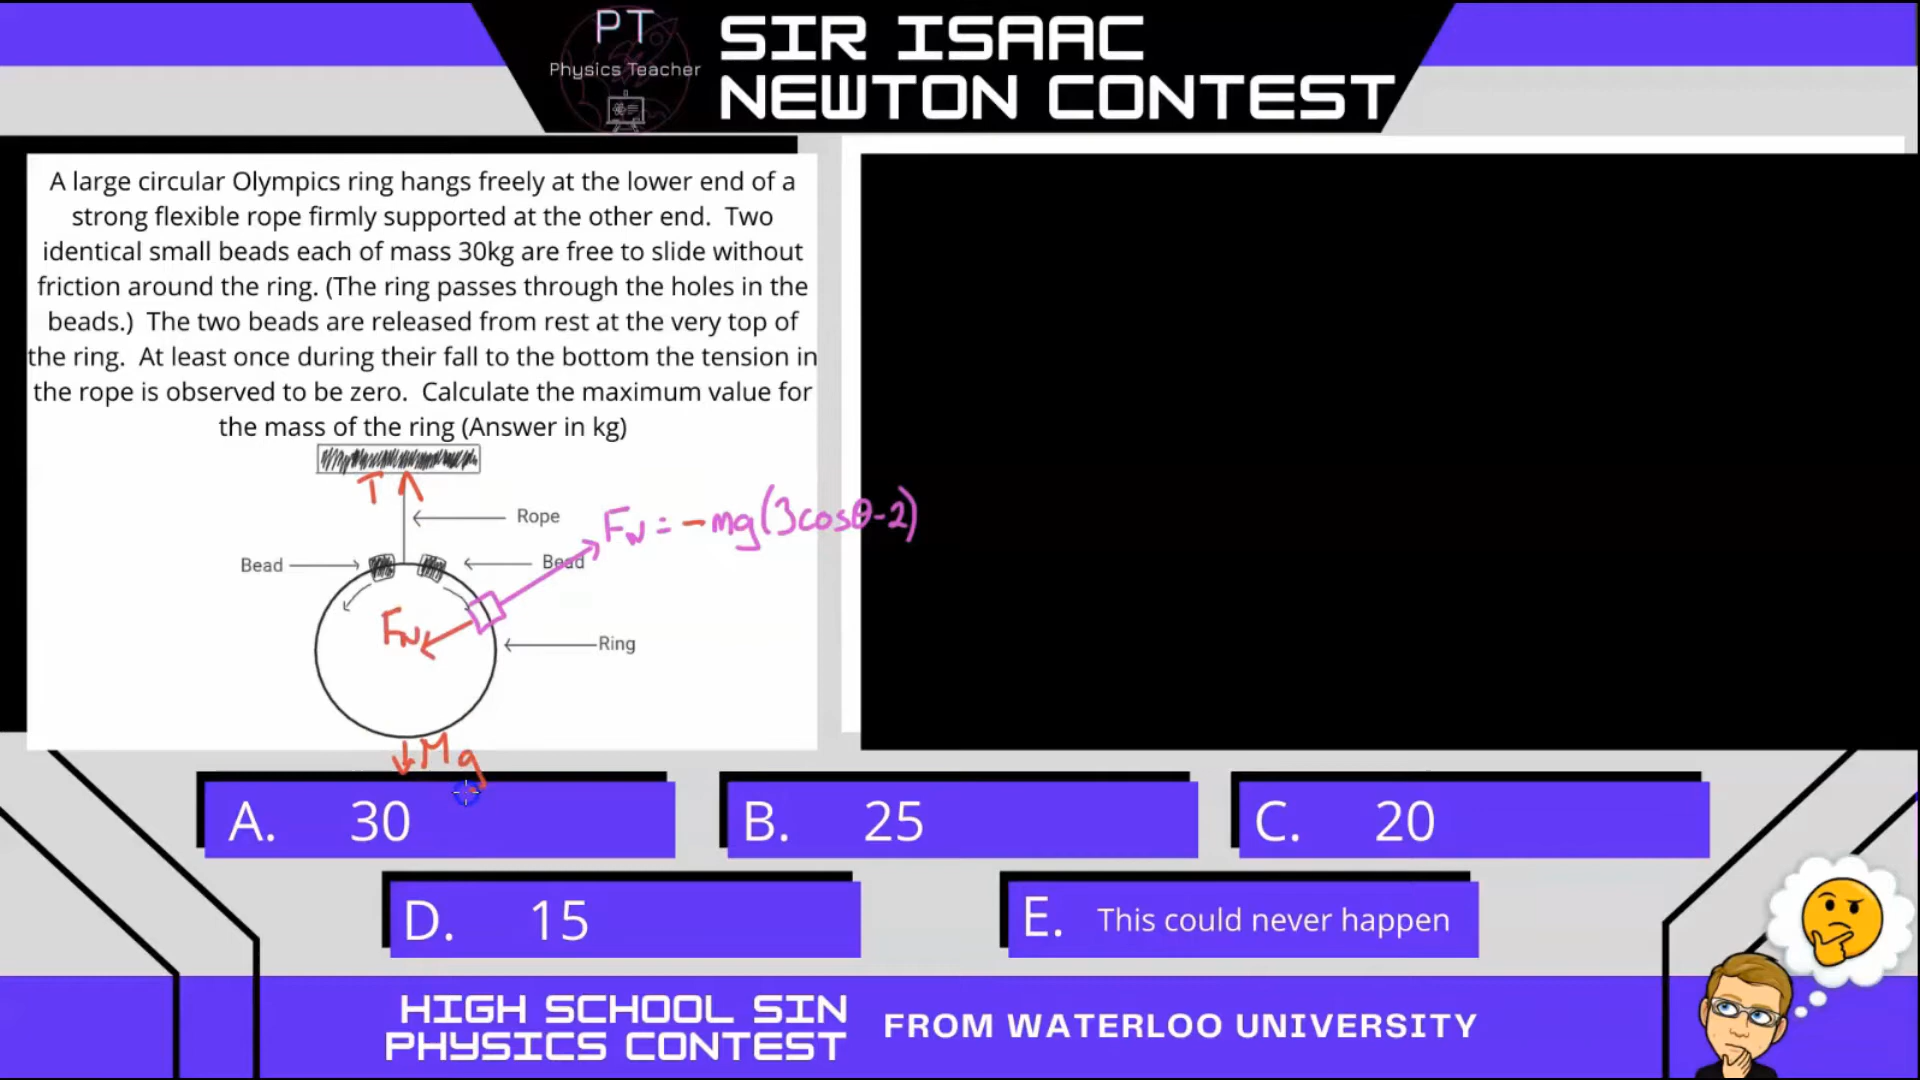 PT
Physics Teacher
SIR ISAAC
NEWTON CONTEST
A large circular Olympics ring hangs freely at the lower end of a
strong flexible rope firmly supported at the other end. Two
identical small beads each of mass 30kg are free to slide without
friction around the ring. (The ring passes through the holes in the
beads.) The two beads are released from rest at the very top of
the ring. At least once during their fall to the bottom the tension in
the rope is observed to be zero. Calculate the maximum value for
the mass of the ring (Answer in kg)
T
Rope
F_N = -mg(3cosθ-2)
Bead
Bead
F_N
Ring
Mg
A. 30
B. 25
C. 20
D. 15
E. This could never happen
HIGH SCHOOL SIN
PHYSICS CONTEST
FROM WATERLOO UNIVERSITY